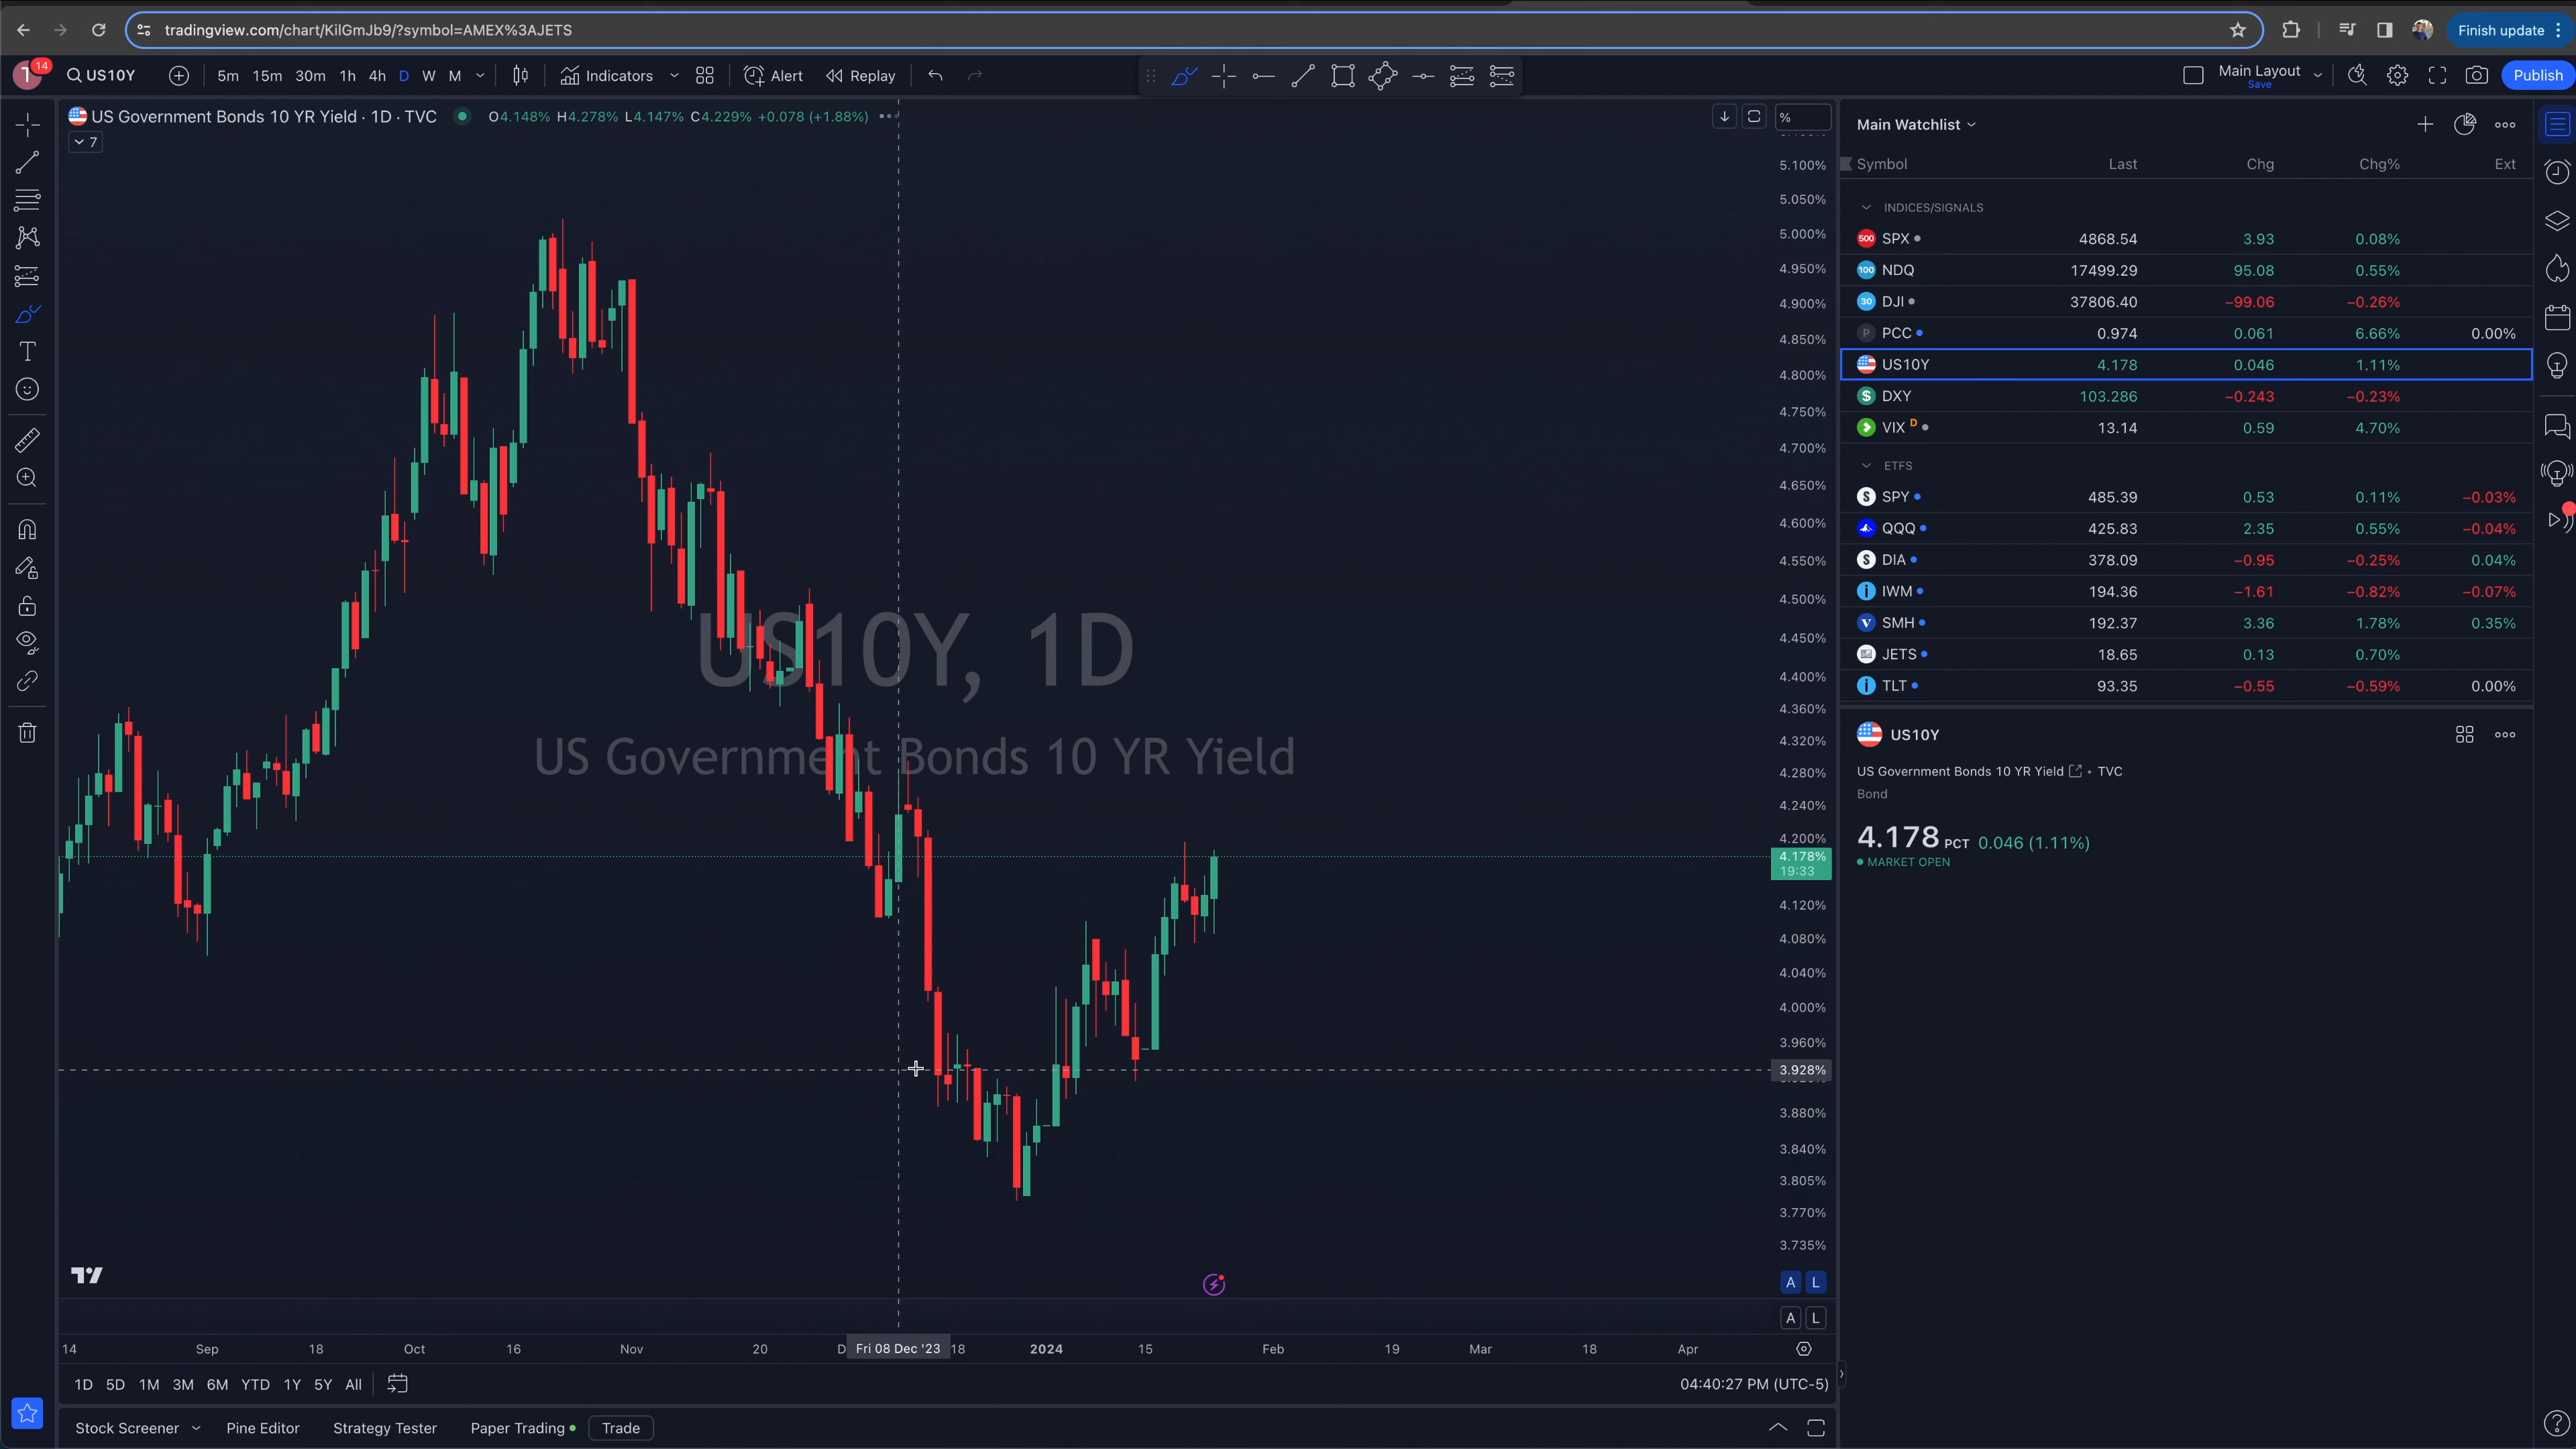 tradingview.com/chart/KilGmJb9/?symbol=AMEX%3AJETS
Finish update
14
US10Y
5m 15m 30m 1h 4h D W M
Indicators
Alert
Replay
Main Layout
Save
Publish
US Government Bonds 10 YR Yield · 1D · TVC
O4.148% H4.278% L4.147% C4.229% +0.078 (+1.88%)
7
%
5.100%
5.050%
5.000%
4.950%
4.900%
4.850%
4.800%
4.750%
4.700%
4.650%
4.600%
4.550%
4.500%
4.450%
4.400%
4.360%
4.320%
4.280%
4.240%
4.200%
4.178%
19:33
4.120%
4.080%
4.040%
4.000%
3.960%
3.928%
3.880%
3.840%
3.805%
3.770%
3.735%
US10Y, 1D
US Government Bonds 10 YR Yield
A L
A L
14 Sep 18 Oct 16 Nov 20 D Fri 08 Dec '23 18 2024 15 Feb 19 Mar 18 Apr
1D 5D 1M 3M 6M YTD 1Y 5Y All
04:40:27 PM (UTC-5)
Stock Screener Pine Editor Strategy Tester Paper Trading Trade
Main Watchlist
Symbol Last Chg Chg% Ext
INDICES/SIGNALS
500 SPX 4868.54 3.93 0.08%
100 NDQ 17499.29 95.08 0.55%
30 DJI 37806.40 −99.06 −0.26%
P PCC 0.974 0.061 6.66% 0.00%
US10Y 4.178 0.046 1.11%
$ DXY 103.286 −0.243 −0.23%
VIX D 13.14 0.59 4.70%
ETFS
S SPY 485.39 0.53 0.11% −0.03%
QQQ 425.83 2.35 0.55% −0.04%
S DIA 378.09 −0.95 −0.25% 0.04%
i IWM 194.36 −1.61 −0.82% −0.07%
V SMH 192.37 3.36 1.78% 0.35%
JETS 18.65 0.13 0.70%
i TLT 93.35 −0.55 −0.59% 0.00%
US10Y
US Government Bonds 10 YR Yield • TVC
Bond
4.178 PCT 0.046 (1.11%)
MARKET OPEN